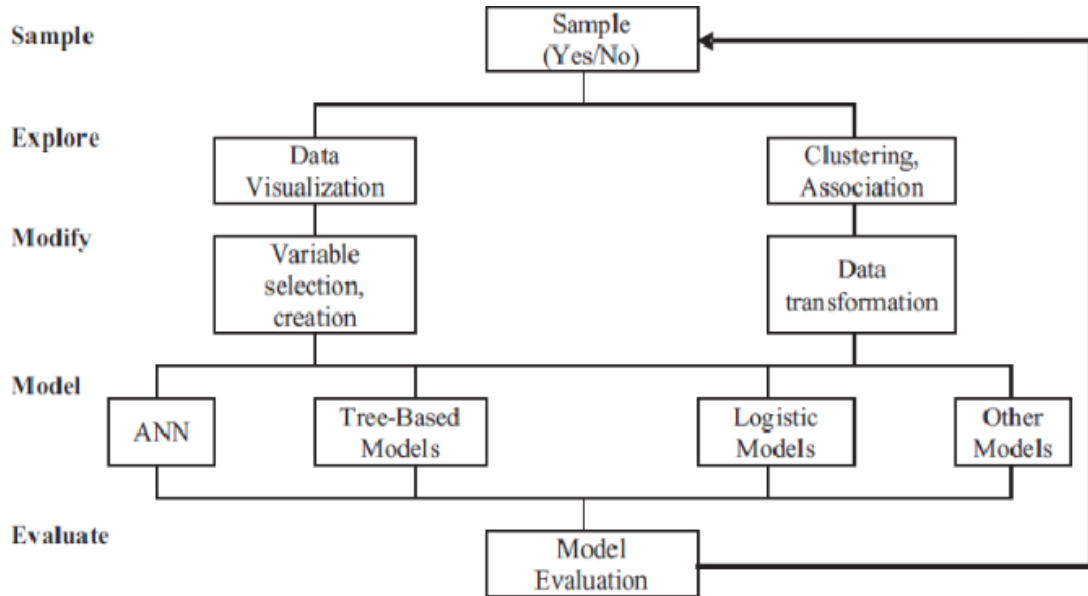 Sample
Sample
(Yes/No)
Explore
Data
Visualization
Clustering,
Association
Modify
Variable
selection,
creation
Data
transformation
Model
ANN
Tree-Based
Models
Logistic
Models
Other
Models
Evaluate
Model
Evaluation